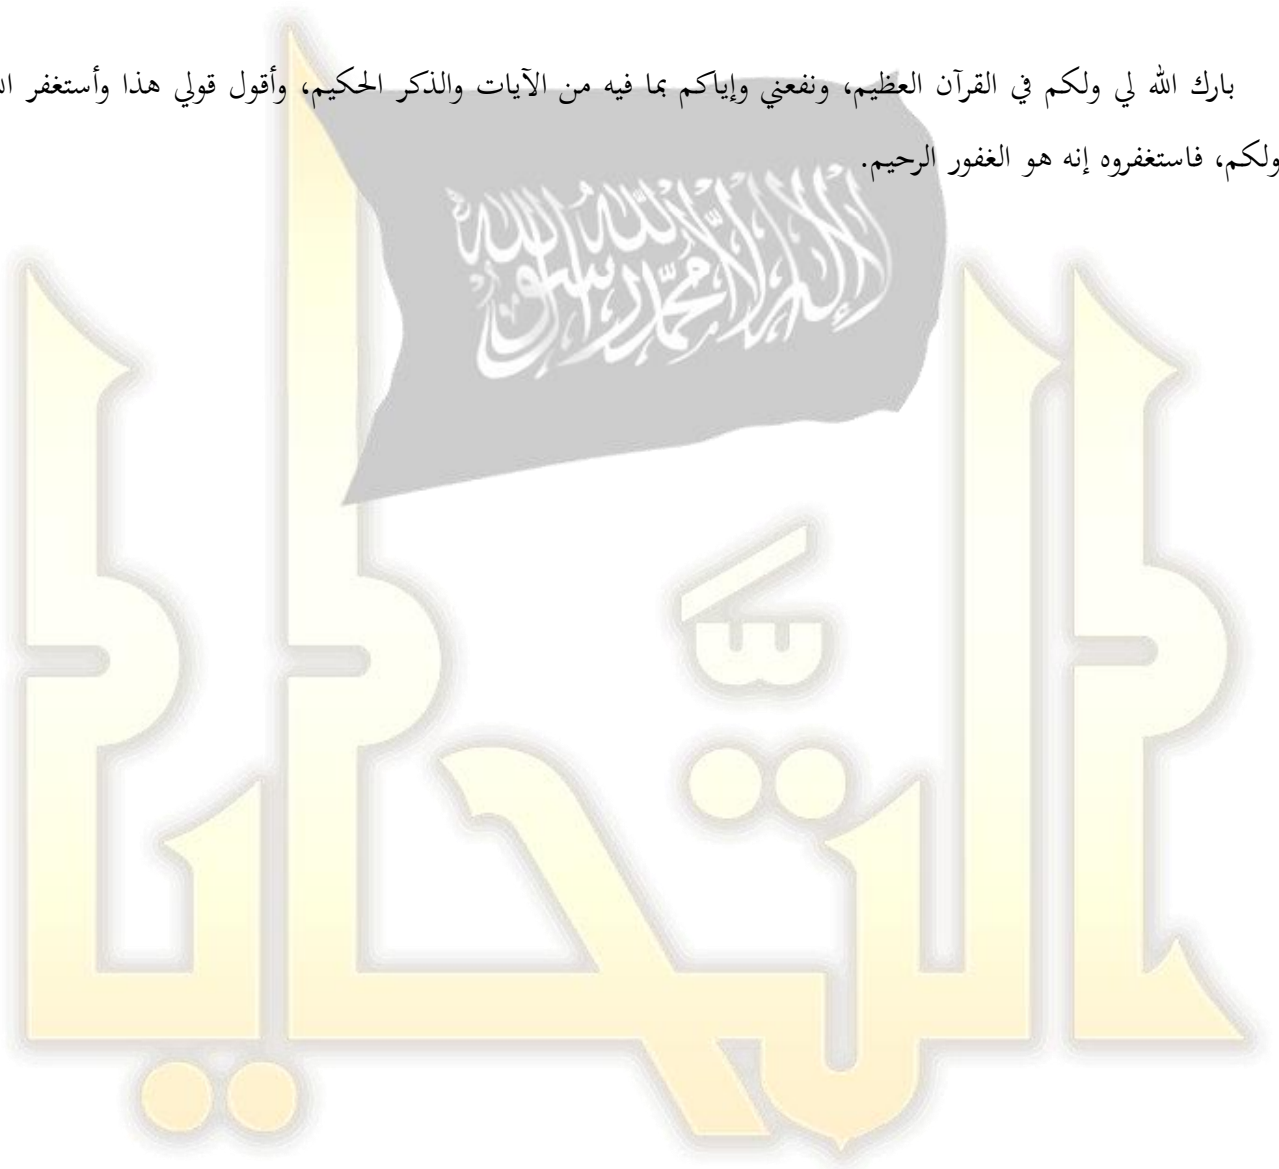 بارك الله لي ولكم في القرآن العظيم، ونفعني وإياكم بما فيه من الآيات والذكر الحكيم، وأقول قولي هذا وأستغفر
ولكم، فاستغفروه إنه هو الغفور الرحيم.
لا إله إلا الله محمد رسول الله